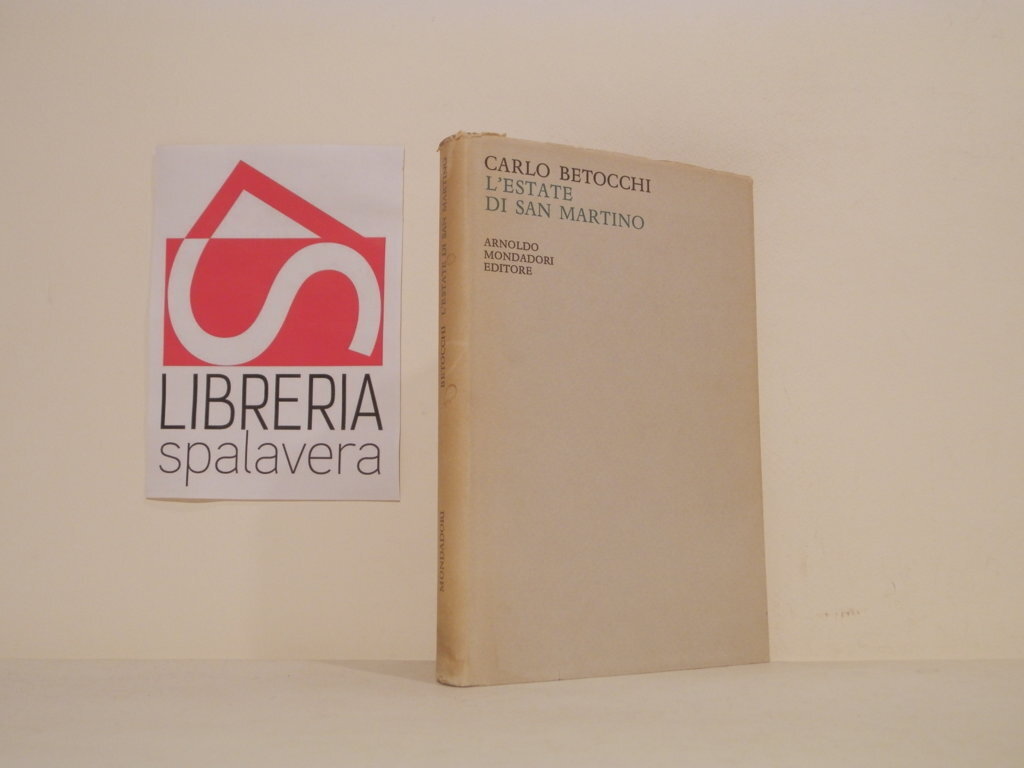 LIBRERIA
spalavera
BETOCCHI L'ESTATE DI SAN MARTINO
MONDADORI
CARLO BETOCCHI
L'ESTATE
DI SAN MARTINO
ARNOLDO
MONDADORI
EDITORE